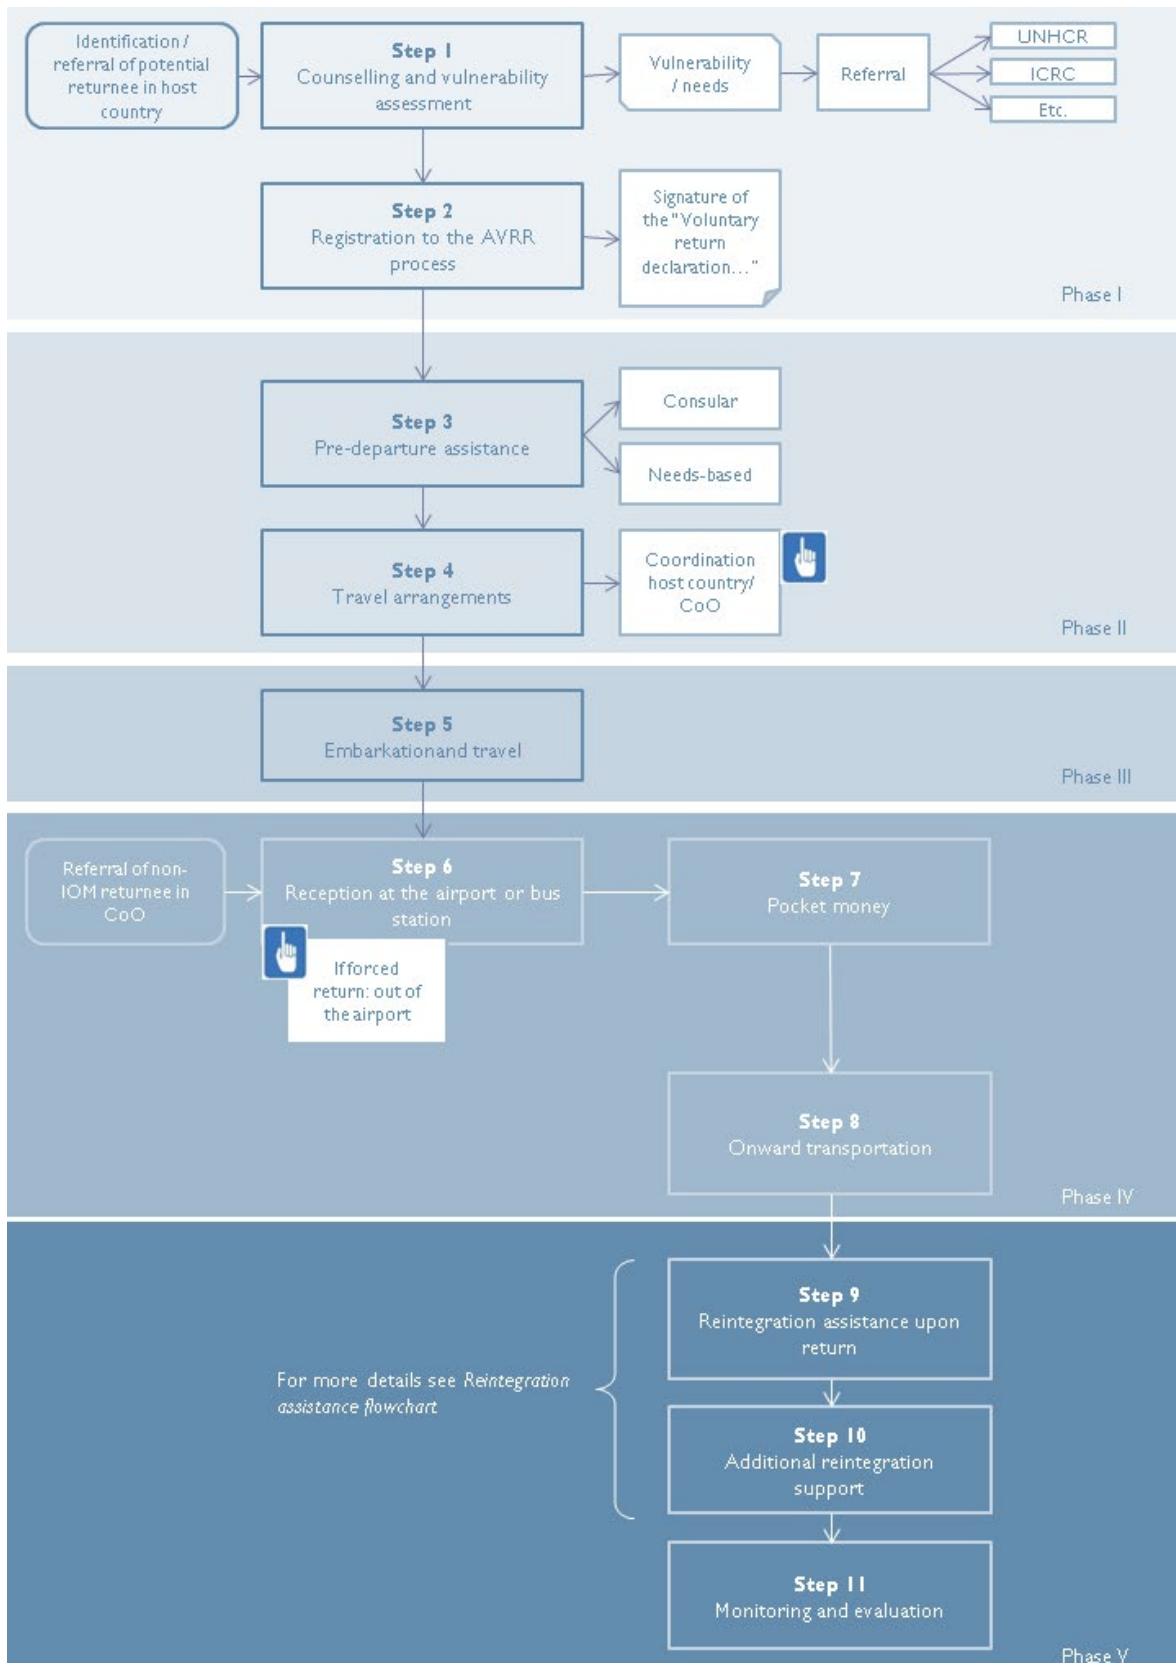 Identification /
referral of potential
returnee in host
country
Step 1
Counselling and vulnerability
assessment
Vulnerability
/ needs
Referral
UNHCR
ICRC
Etc.
Step 2
Registration to the AVRR
process
Signature of
the "Voluntary
return
declaration..."
Phase I
Step 3
Pre-departure assistance
Consular
Needs-based
Step 4
Travel arrangements
Coordination
host country/
CoO
Phase II
Step 5
Embarkationand travel
Phase III
Referral of non-
IOM returnee in
CoO
Step 6
Reception at the airport or bus
station
If forced
return: out of
the airport
Step 7
Pocket money
Step 8
Onward transportation
Phase IV
Step 9
Reintegration assistance upon
return
For more details see Reintegration
assistance flowchart
Step 10
Additional reintegration
support
Step 11
Monitoring and evaluation
Phase V